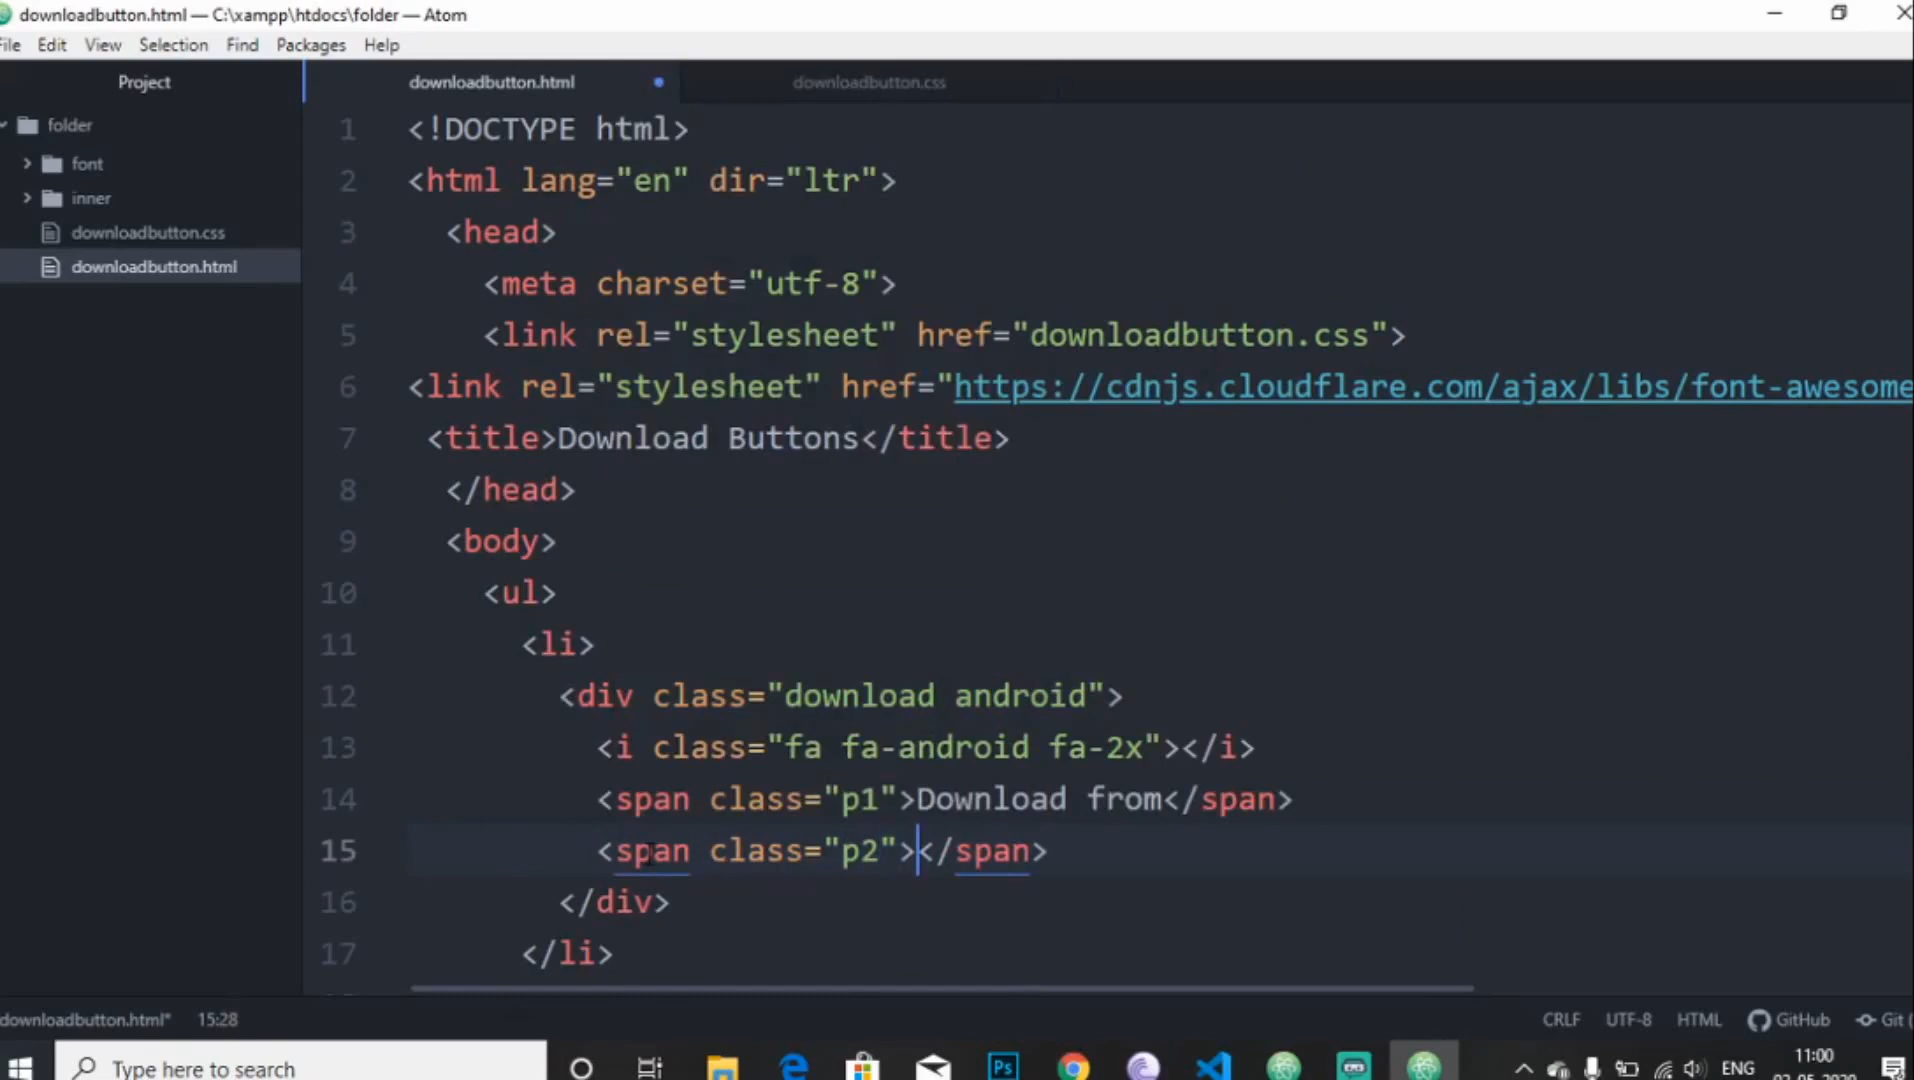 downloadbutton.html — C:\xampp\htdocs\folder — Atom
File Edit View Selection Find Packages Help
Project
downloadbutton.html
downloadbutton.css
folder
font
inner
downloadbutton.css
downloadbutton.html
1 <!DOCTYPE html>
2 <html lang="en" dir="ltr">
3 <head>
4 <meta charset="utf-8">
5 <link rel="stylesheet" href="downloadbutton.css">
6 <link rel="stylesheet" href="https://cdnjs.cloudflare.com/ajax/libs/font-awesome
7 <title>Download Buttons</title>
8 </head>
9 <body>
10 <ul>
11 <li>
12 <div class="download android">
13 <i class="fa fa-android fa-2x"></i>
14 <span class="p1">Download from</span>
15 <span class="p2"></span>
16 </div>
17 </li>
downloadbutton.html* 15:28
CRLF UTF-8 HTML GitHub Git (
Type here to search
Ps
ENG
11:00